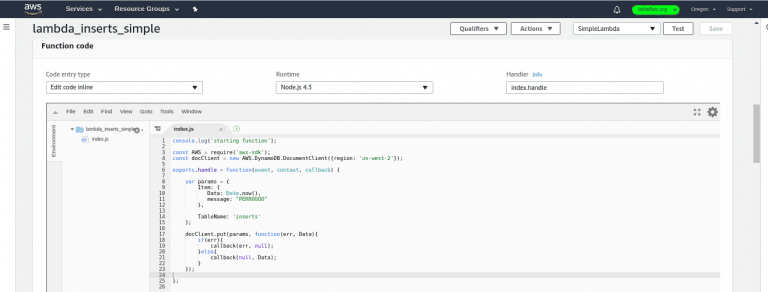 aws Services Resource Groups Oregon Support
lambda_inserts_simple Qualifiers Actions SimpleLambda Test Save
Function code
Code entry type Runtime Handler Info
Edit code inline Node.js 4.3 index.handle
File Edit Find View Goto Tools Window
Environment
lambda_inserts_simple
index.js
index.js
1 console.log('starting function');
2
3 const AWS = require('aws-sdk');
4 const docClient = new AWS.DynamoDB.DocumentClient({region: 'us-west-2'});
5
6 exports.handle = function(event, context, callback) {
7
8 var params = {
9 Item: {
10 Data: Date.now(),
11 message: "PERRROOO"
12 },
13
14 TableName: 'inserts'
15 };
16
17 docClient.put(params, function(err, Data){
18 if(err){
19 callback(err, null);
20 }else{
21 callback(null, Data);
22 }
23 });
24
25 };
26